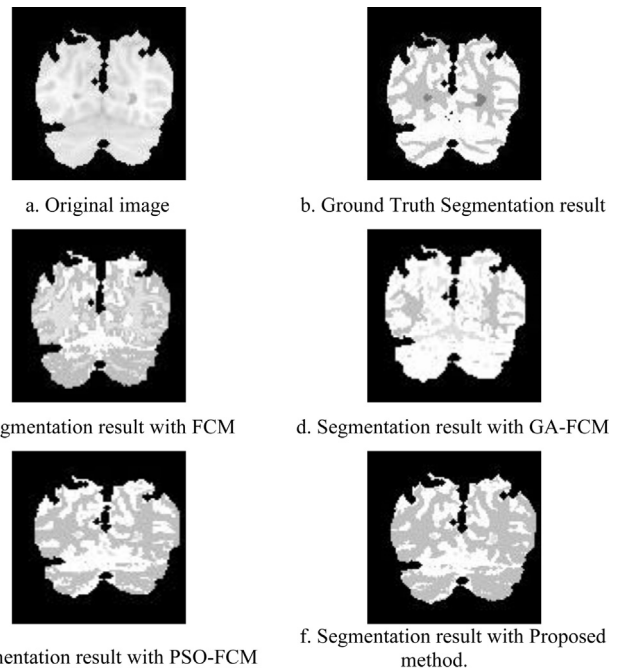 a. Original image
b. Ground Truth Segmentation result
gmentation result with FCM
d. Segmentation result with GA-FCM
mentation result with PSO-FCM
f. Segmentation result with Proposed
method.